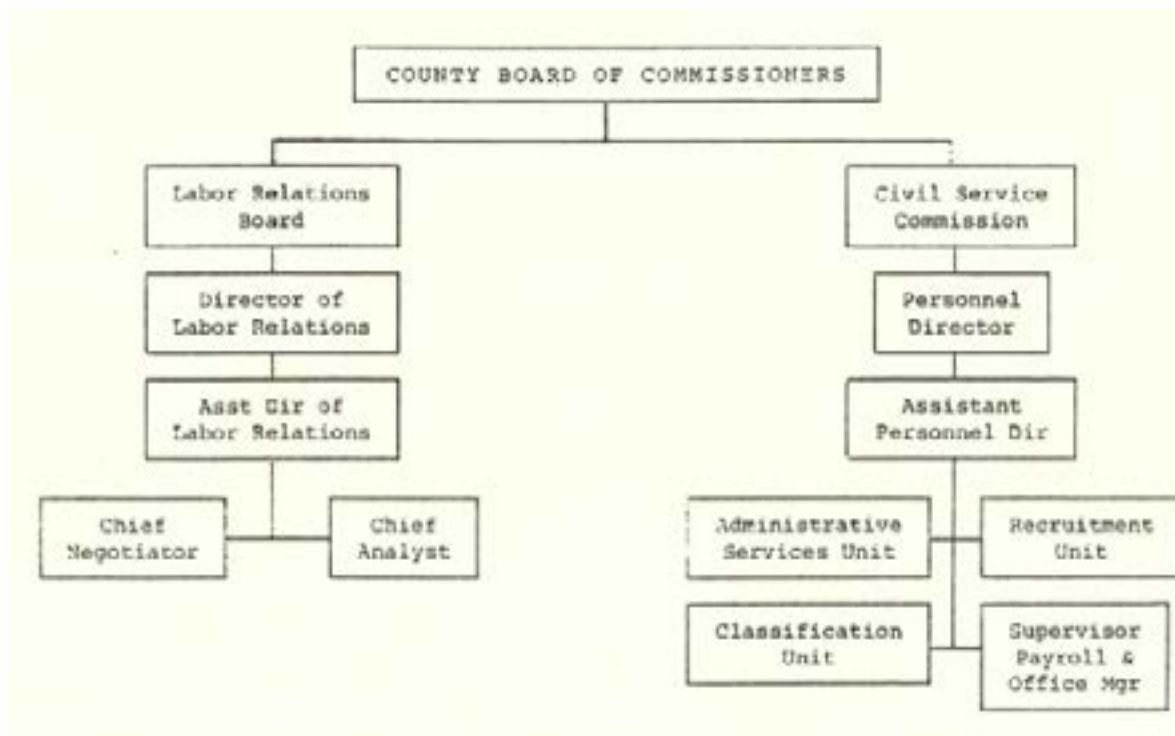 COUNTY BOARD OF COMMISSIONERS
Labor Relations
Board
Civil Service
Commission
Director of
Labor Relations
Personnel
Director
Asst Dir of
Labor Relations
Assistant
Personnel Dir
Chief
Negotiator
Chief
Analyst
Administrative
Services Unit
Recruitment
Unit
Classification
Unit
Supervisor
Payroll &
Office Mgr